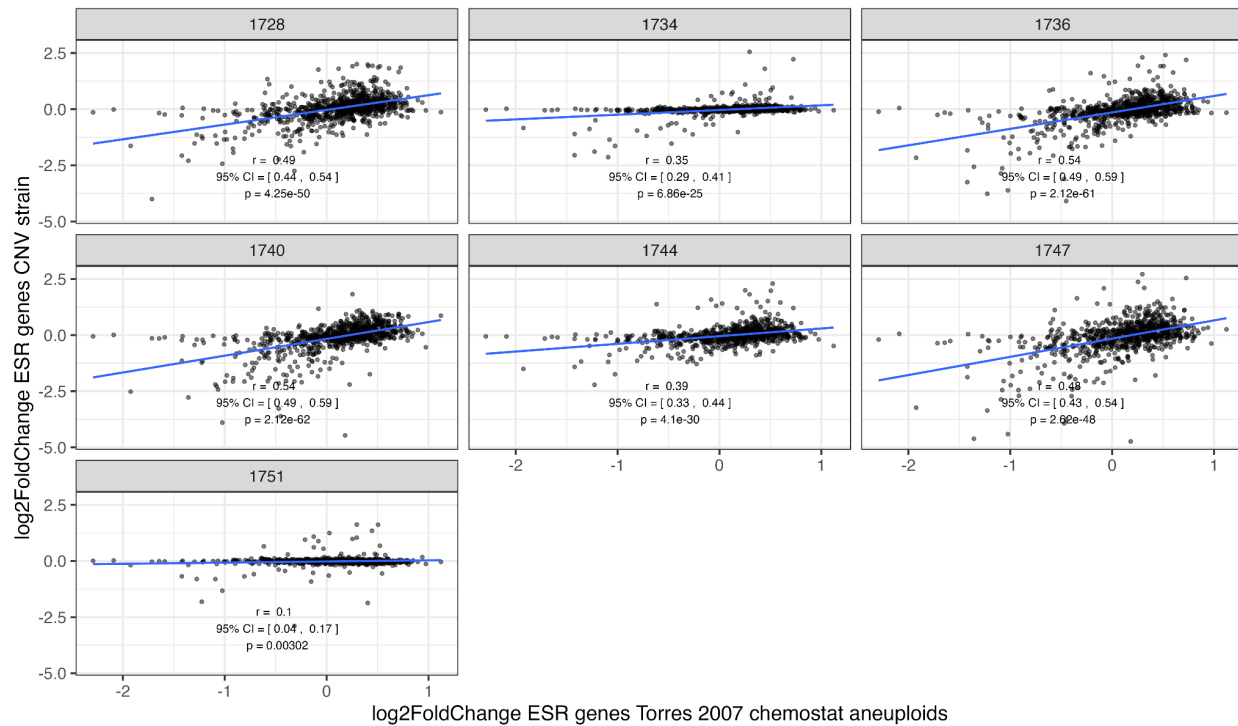 1728
1734
1736
2.5
0.0
-2.5
-5.0
r = 0.49
95% CI = [ 0.44 , 0.54 ]
p = 4.25e-50
r = 0.35
95% CI = [ 0.29 , 0.41 ]
p = 6.86e-25
r = 0.54
95% CI = [ 0.49 , 0.59 ]
p = 2.12e-61
log2FoldChange ESR genes CNV strain
1740
1744
1747
2.5
0.0
-2.5
-5.0
r = 0.54
95% CI = [ 0.49 , 0.59 ]
p = 2.12e-62
r = 0.39
95% CI = [ 0.33 , 0.44 ]
p = 4.1e-30
r = 0.48
95% CI = [ 0.43 , 0.54 ]
p = 2.62e-48
-2 -1 0 1
-2 -1 0 1
1751
2.5
0.0
-2.5
-5.0
r = 0.1
95% CI = [ 0.04 , 0.17 ]
p = 0.00302
-2 -1 0 1
log2FoldChange ESR genes Torres 2007 chemostat aneuploids